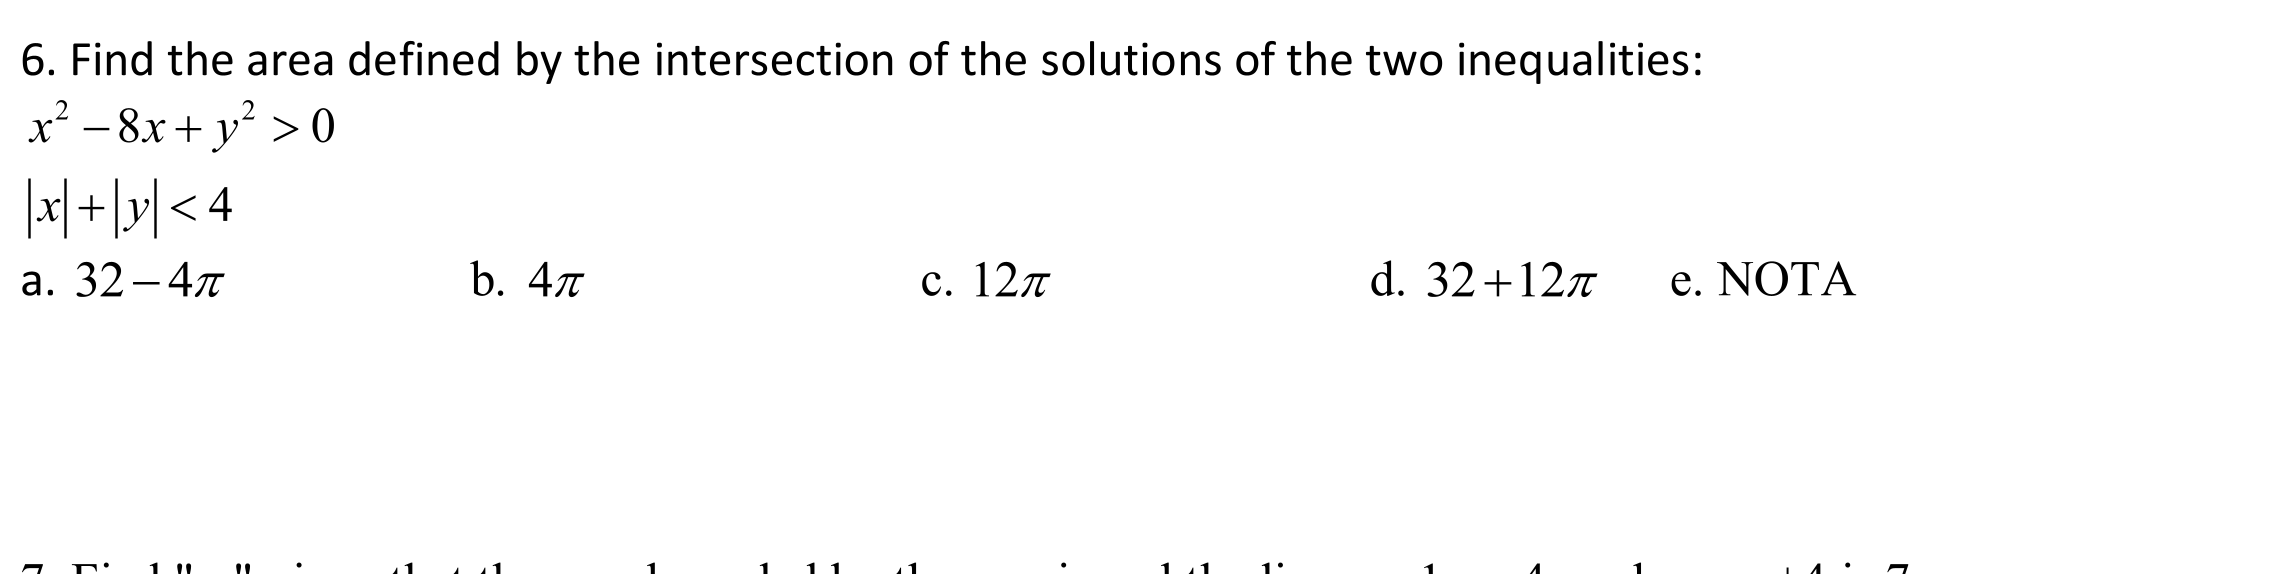 6. Find the area defined by the intersection of the solutions of the two inequalities:
x² − 8x + y² > 0
|x| + |y| < 4
a. 32 − 4π b. 4π c. 12π d. 32 + 12π e. NOTA